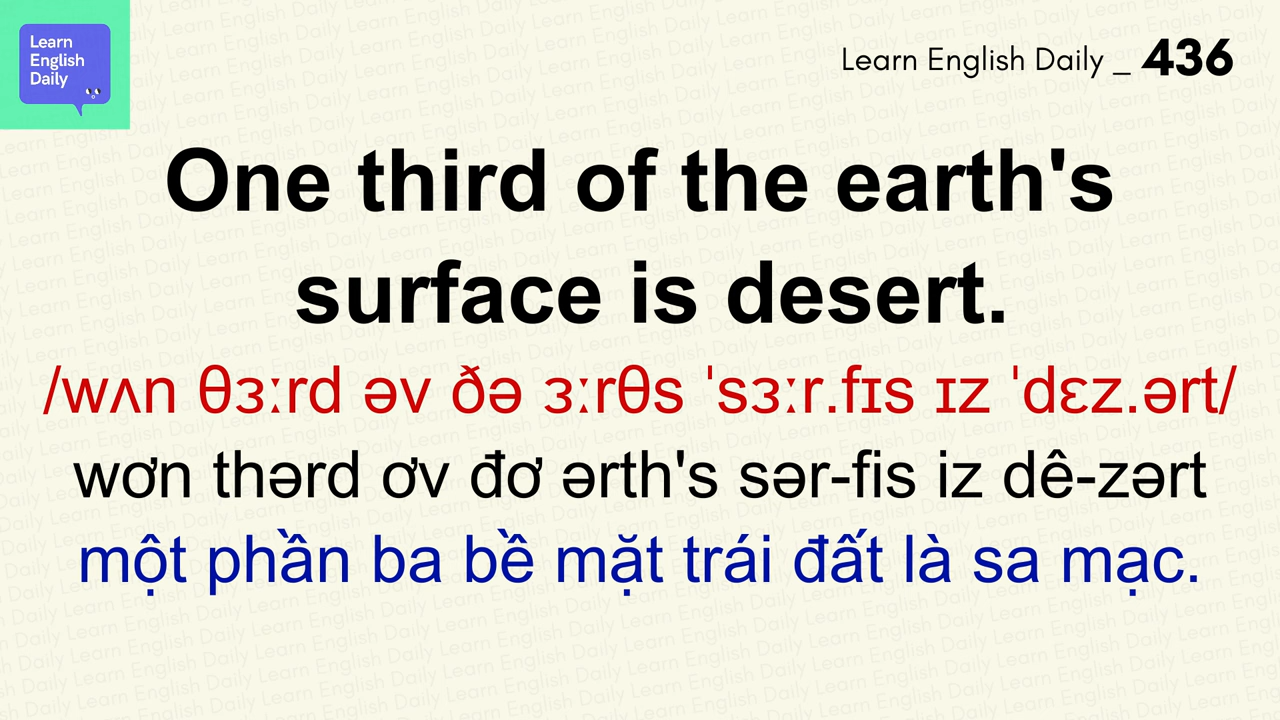 Learn
English
Daily
Learn English Daily _ 436
One third of the earth's
surface is desert.
/wʌn θɜːrd əv ðə ɜːrθs ˈsɜːr.fɪs ɪz ˈdɛz.ərt/
wơn thərd ơv đơ ərth's sər-fis iz dê-zərt
một phần ba bề mặt trái đất là sa mạc.